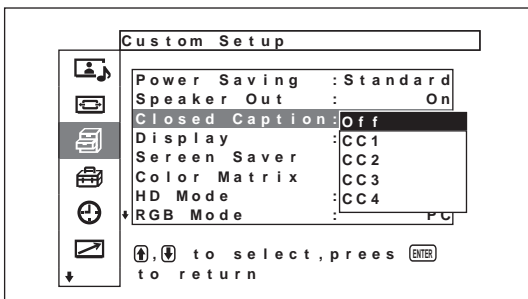 Custom Setup
Power Saving :Standard
Speaker Out : On
Closed Caption:Off
Display : CC1
Sereen Saver CC2
Color Matrix CC3
HD Mode : CC4
RGB Mode : PC
, to select,prees ENTER
to return